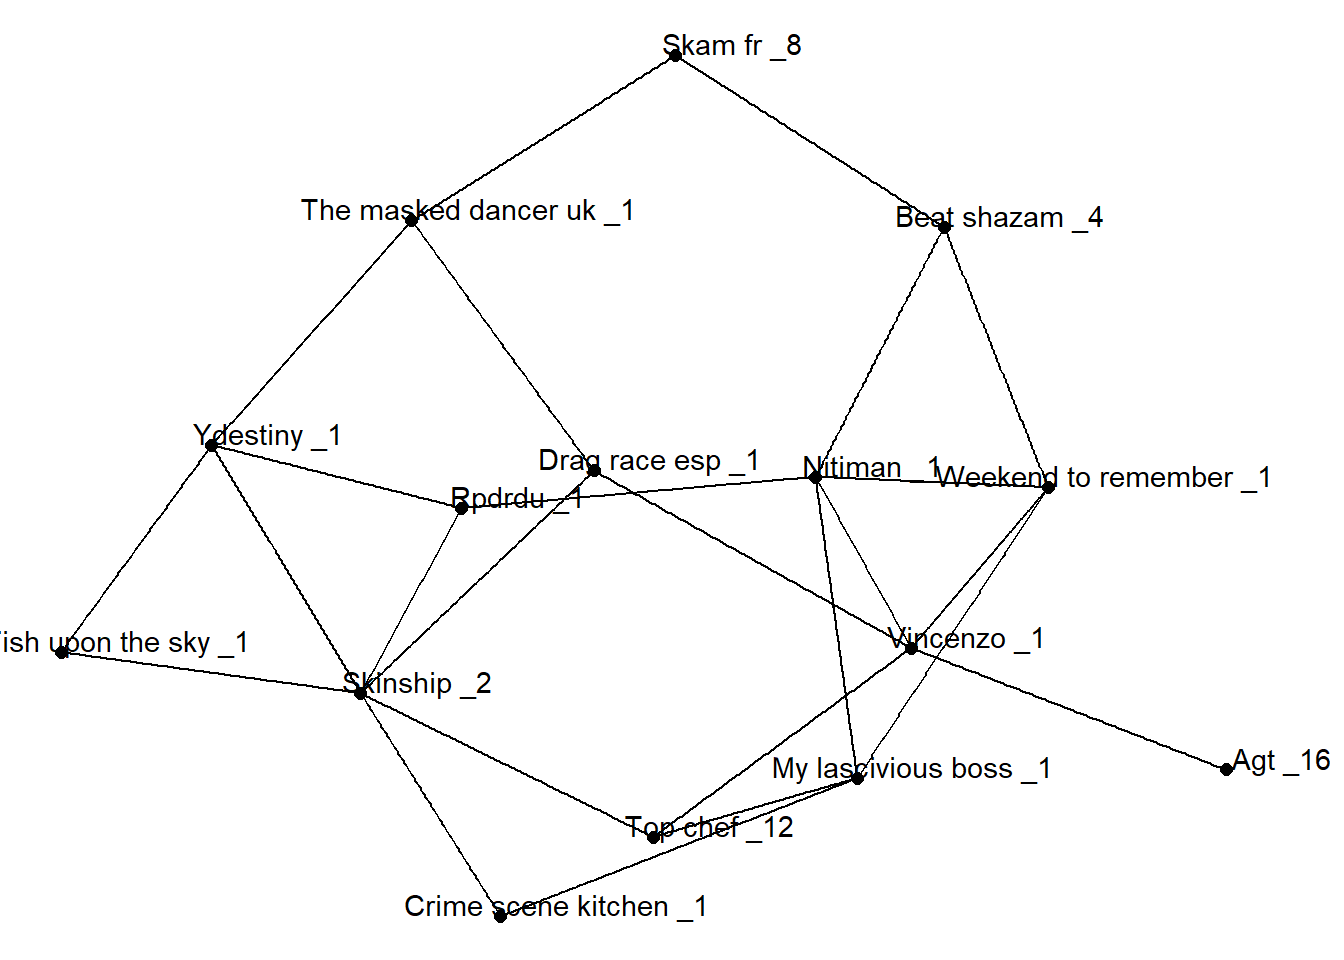 Skam fr _8
The masked dancer uk _1
Beat shazam _4
Ydestiny _1
Drag race esp _1
Nitiman _1
Weekend to remember _1
Rpdrdu _1
ish upon the sky _1
Vincenzo _1
Skinship _2
Agt _16
My lascivious boss _1
Top chef _12
Crime scene kitchen _1